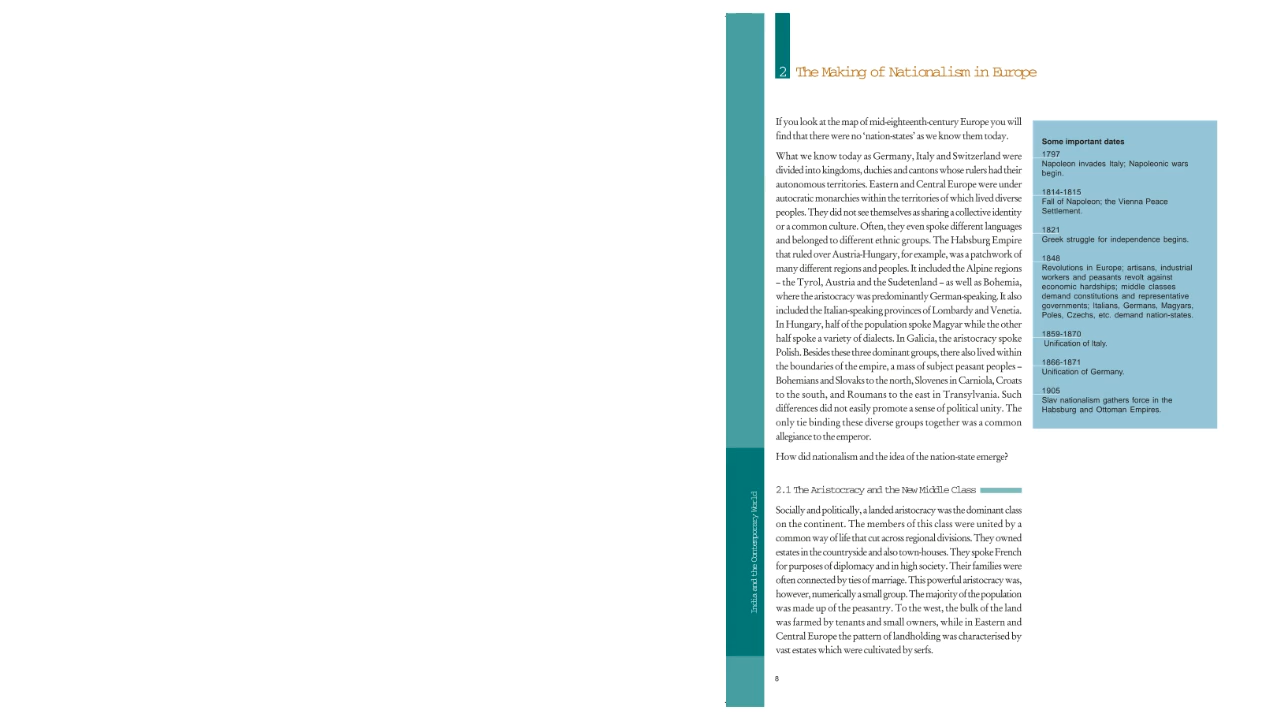 2 The Making of Nationalism in Europe
If you look at the map of mid-eighteenth-century Europe you will
find that there were no ‘nation-states’ as we know them today.
What we know today as Germany, Italy and Switzerland were
divided into kingdoms, duchies and cantons whose rulers had their
autonomous territories. Eastern and Central Europe were under
autocratic monarchies within the territories of which lived diverse
peoples. They did not see themselves as sharing a collective identity
or a common culture. Often, they even spoke different languages
and belonged to different ethnic groups. The Habsburg Empire
that ruled over Austria-Hungary, for example, was a patchwork of
many different regions and peoples. It included the Alpine regions
– the Tyrol, Austria and the Sudetenland – as well as Bohemia,
where the aristocracy was predominantly German-speaking. It also
included the Italian-speaking provinces of Lombardy and Venetia.
In Hungary, half of the population spoke Magyar while the other
half spoke a variety of dialects. In Galicia, the aristocracy spoke
Polish. Besides these three dominant groups, there also lived within
the boundaries of the empire, a mass of subject peasant peoples –
Bohemians and Slovaks to the north, Slovenes in Carniola, Croats
to the south, and Roumans to the east in Transylvania. Such
differences did not easily promote a sense of political unity. The
only tie binding these diverse groups together was a common
allegiance to the emperor.
How did nationalism and the idea of the nation-state emerge?
2.1 The Aristocracy and the New Middle Class
Socially and politically, a landed aristocracy was the dominant class
on the continent. The members of this class were united by a
common way of life that cut across regional divisions. They owned
estates in the countryside and also town-houses. They spoke French
for purposes of diplomacy and in high society. Their families were
often connected by ties of marriage. This powerful aristocracy was,
however, numerically a small group. The majority of the population
was made up of the peasantry. To the west, the bulk of the land
was farmed by tenants and small owners, while in Eastern and
Central Europe the pattern of landholding was characterised by
vast estates which were cultivated by serfs.
Some important dates
1797
Napoleon invades Italy; Napoleonic wars
begin.
1814-1815
Fall of Napoleon; the Vienna Peace
Settlement.
1821
Greek struggle for independence begins.
1848
Revolutions in Europe; artisans, industrial
workers and peasants revolt against
economic hardships; middle classes
demand constitutions and representative
governments; Italians, Germans, Magyars,
Poles, Czechs, etc. demand nation-states.
1859-1870
Unification of Italy.
1866-1871
Unification of Germany.
1905
Slav nationalism gathers force in the
Habsburg and Ottoman Empires.
India and the Contemporary World
8